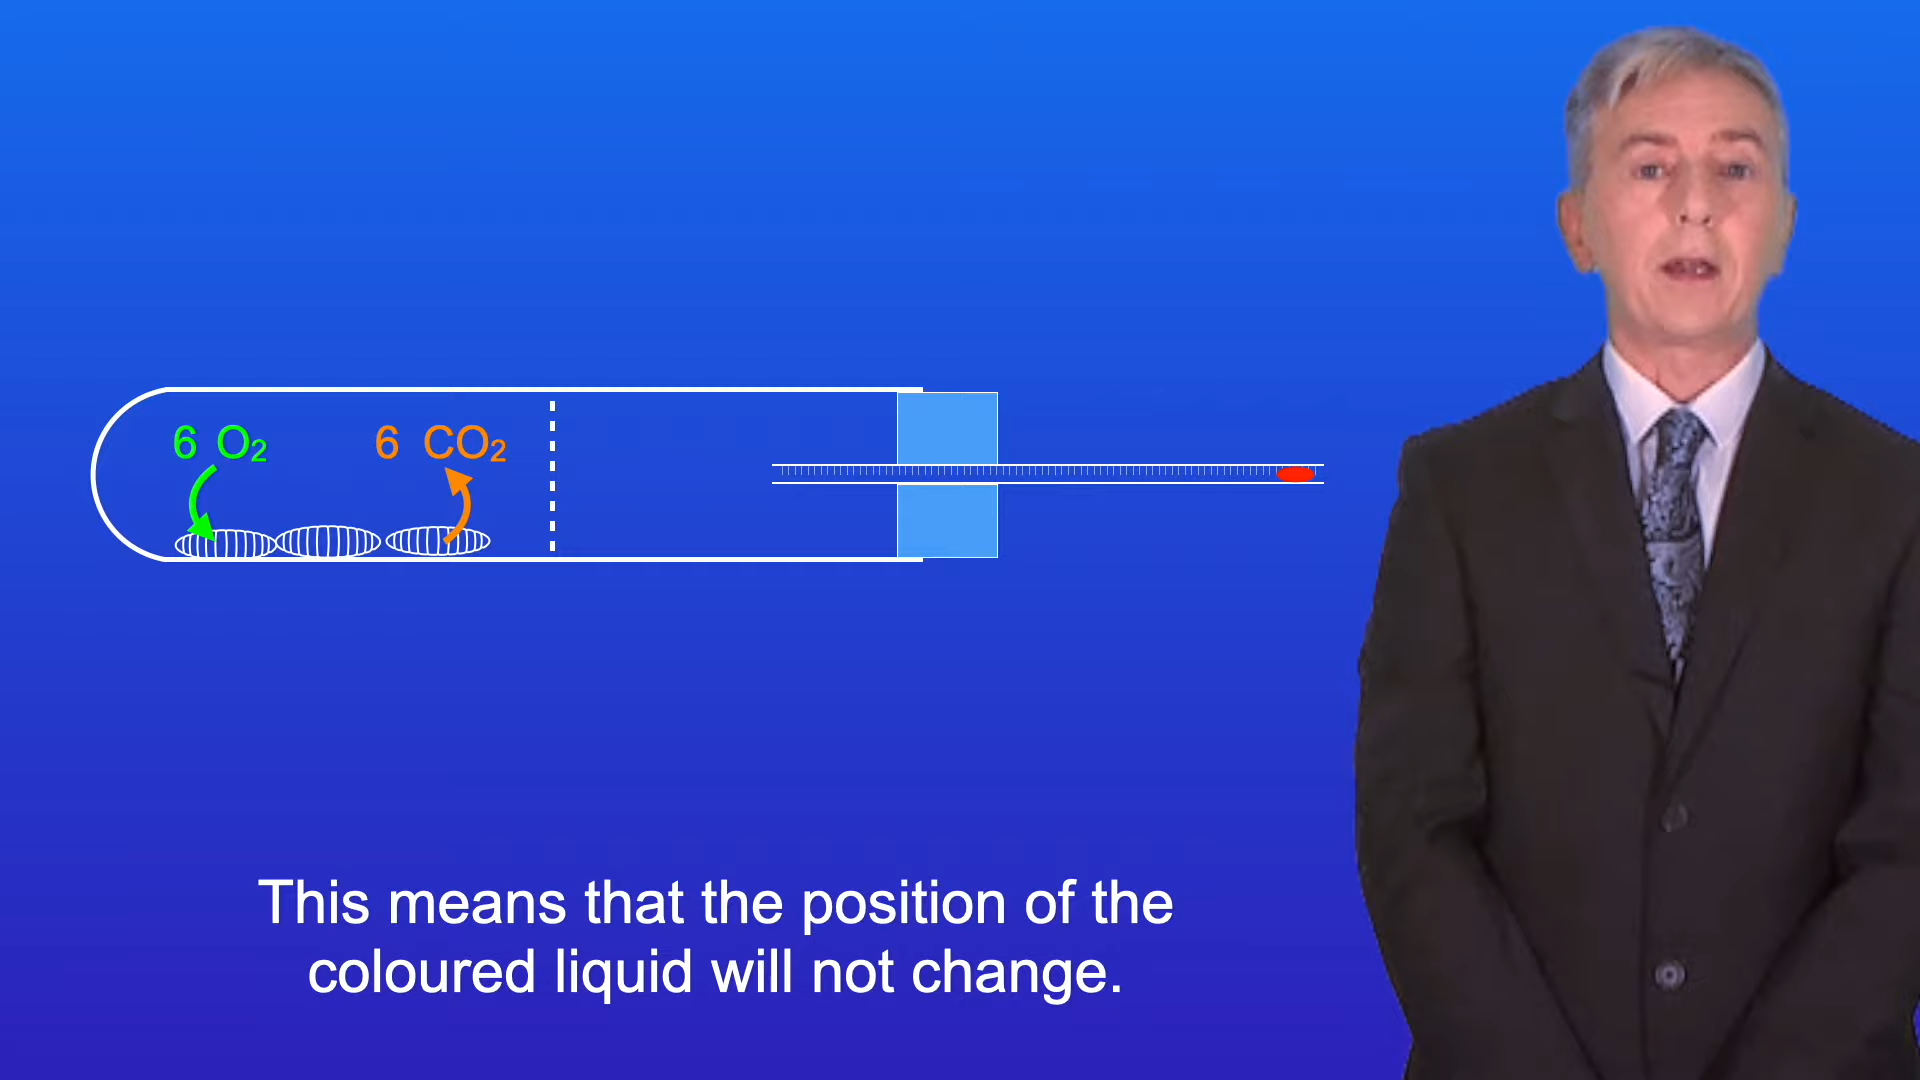 6 O₂ 6 CO₂
This means that the position of the
coloured liquid will not change.